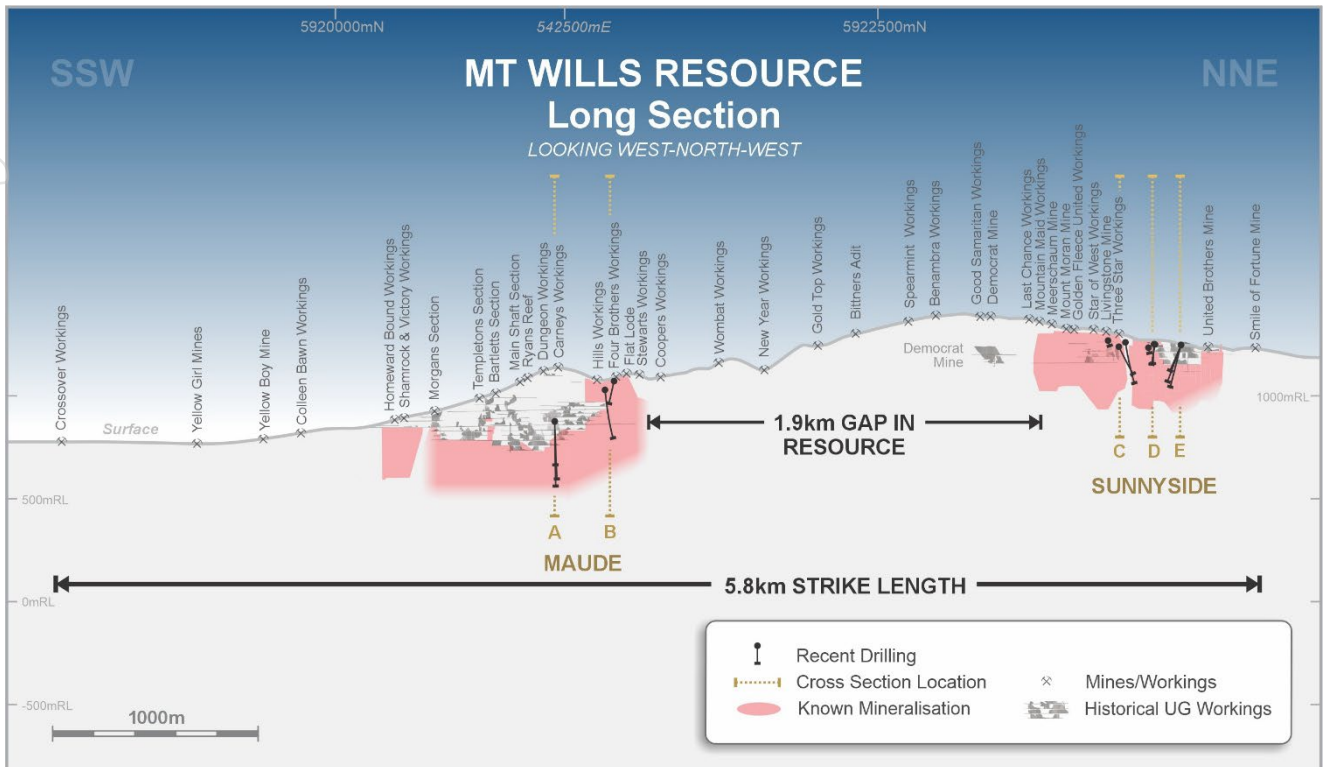 5920000mN
542500mE
5922500mN
SSW
MT WILLS RESOURCE
NNE
Long Section
LOOKING WEST-NORTH-WEST
Crossover Workings
Yellow Girl Mines
Yellow Boy Mine
Colleen Bawn Workings
Homeward Bound Workings
Shamrock & Victory Workings
Morgans Section
Templetons Section
Bartletts Section
Main Shaft Section
Ryans Reef
Dungeon Workings
Carneys Workings
Hills Workings
Four Brothers Workings
Flat Lode
Stewarts Workings
Coopers Workings
Wombat Workings
New Year Workings
Gold Top Workings
Bittners Adit
Spearmint Workings
Benambra Workings
Good Samaritan Workings
Democrat Mine
Last Chance Workings
Mountain Maid Workings
Meerschaum Mine
Mount Moran Mine
Golden Fleece United Workings
Star of West Workings
Livingstone Mine
Three Star Workings
United Brothers Mine
Smile of Fortune Mine
Democrat
Mine
Surface
1000mRL
1.9km GAP IN
RESOURCE
C D E
SUNNYSIDE
500mRL
A B
MAUDE
5.8km STRIKE LENGTH
0mRL
-500mRL
1000m
Recent Drilling
Cross Section Location
Mines/Workings
Known Mineralisation
Historical UG Workings